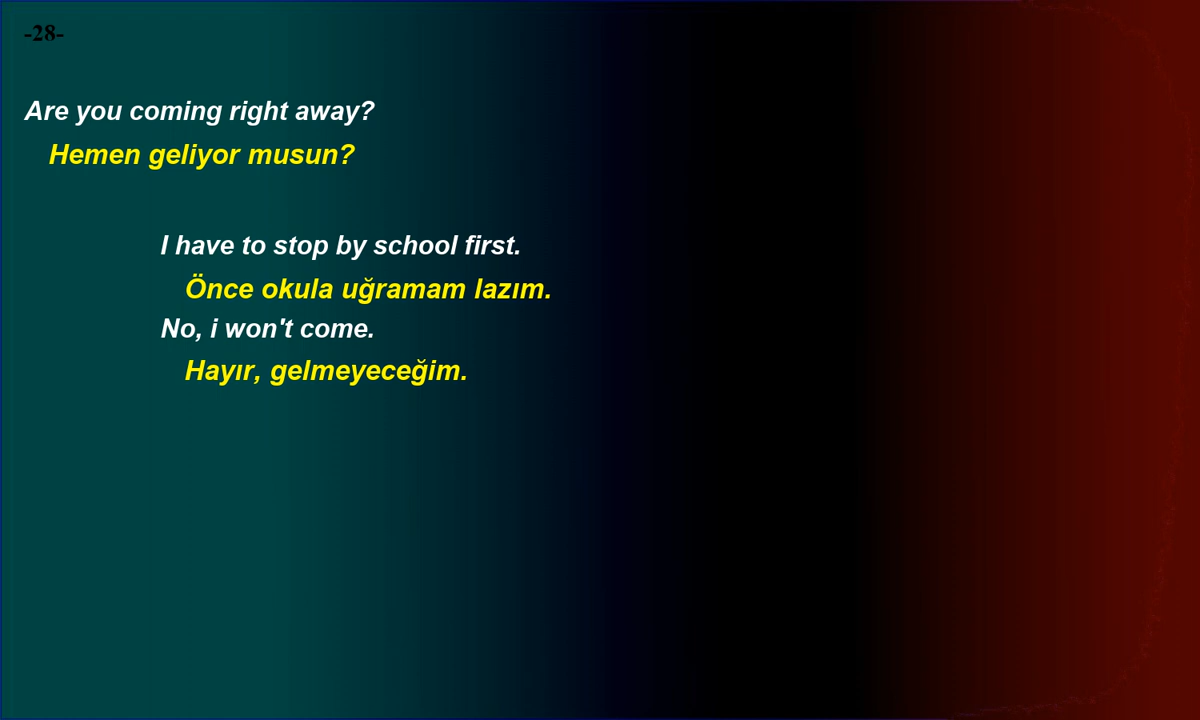 -28-
Are you coming right away?
Hemen geliyor musun?
I have to stop by school first.
Önce okula uğramam lazım.
No, i won't come.
Hayır, gelmeyeceğim.